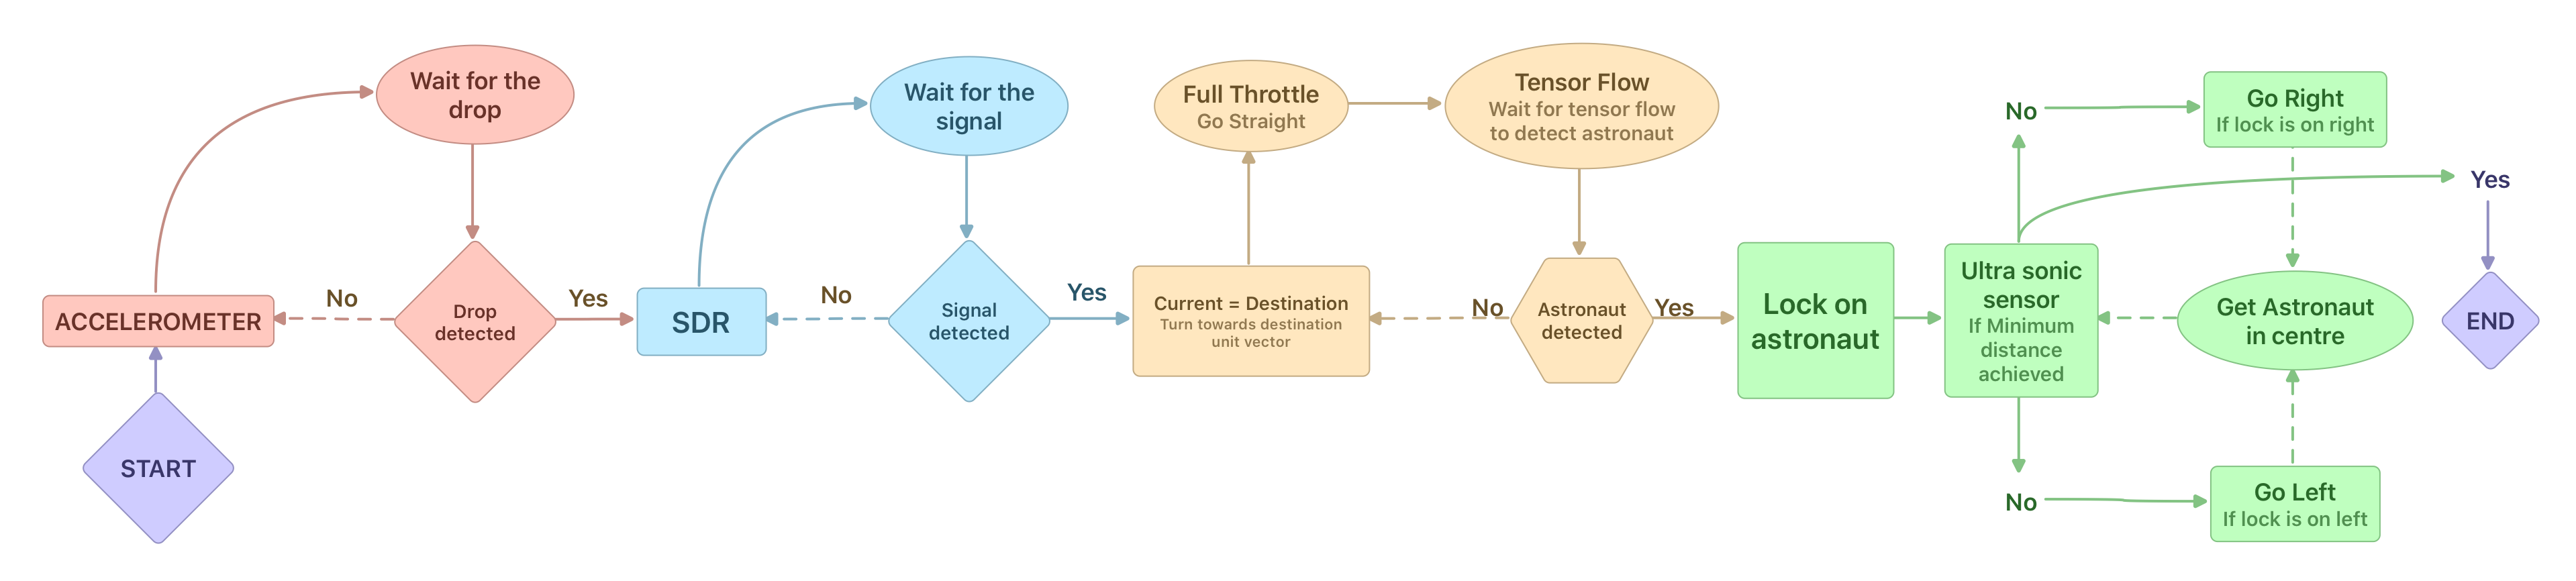 Wait for the
drop
ACCELEROMETER
No
Drop
detected
Yes
START
Wait for the
signal
SDR
No
Signal
detected
Yes
Full Throttle
Go Straight
Tensor Flow
Wait for tensor flow
to detect astronaut
Current = Destination
Turn towards destination
unit vector
No
Astronaut
detected
Yes
Lock on
astronaut
Ultra sonic
sensor
If Minimum
distance
achieved
No
Go Right
If lock is on right
Yes
Get Astronaut
in centre
END
No
Go Left
If lock is on left